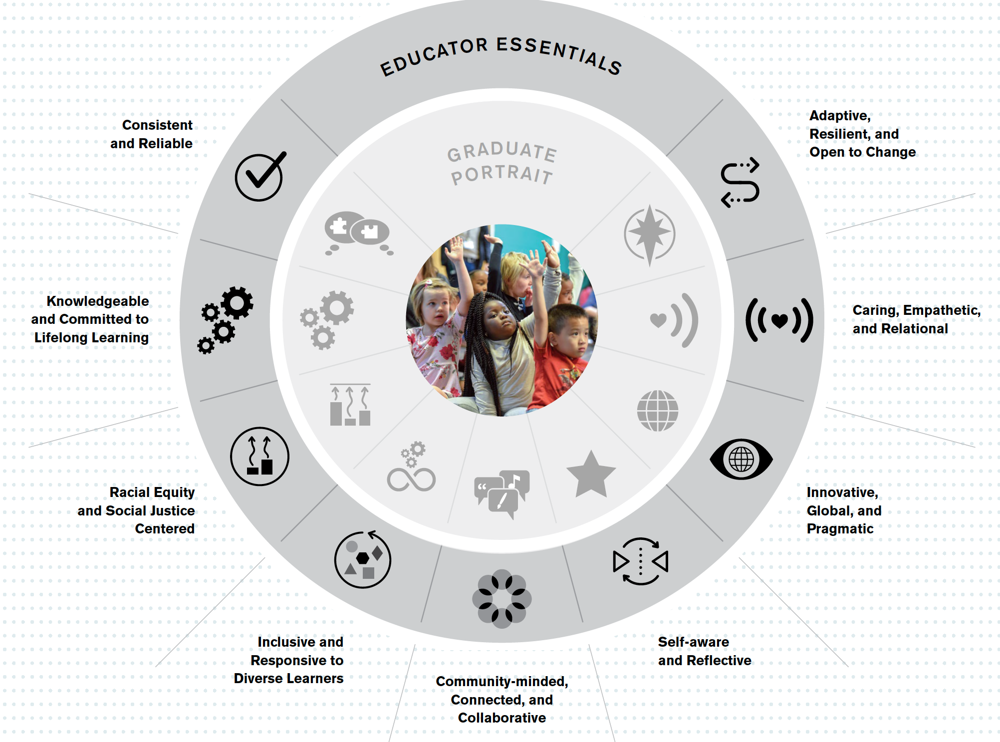 EDUCATOR ESSENTIALS
GRADUATE
PORTRAIT
Adaptive,
Resilient, and
Open to Change
Caring, Empathetic,
and Relational
Innovative,
Global, and
Pragmatic
Self-aware
and Reflective
Community-minded,
Connected, and
Collaborative
Inclusive and
Responsive to
Diverse Learners
Racial Equity
and Social Justice
Centered
Knowledgeable
and Committed to
Lifelong Learning
Consistent
and Reliable